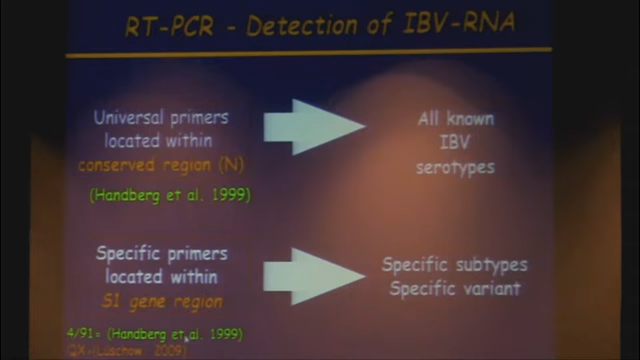 RT-PCR - Detection of IBV-RNA
Universal primers
located within
conserved region (N)
(Handberg et al. 1999)
All known
IBV
serotypes
Specific primers
located within
S1 gene region
4/91= (Handberg et al. 1999)
QX=(Lüschow 2009)
Specific subtypes
Specific variant